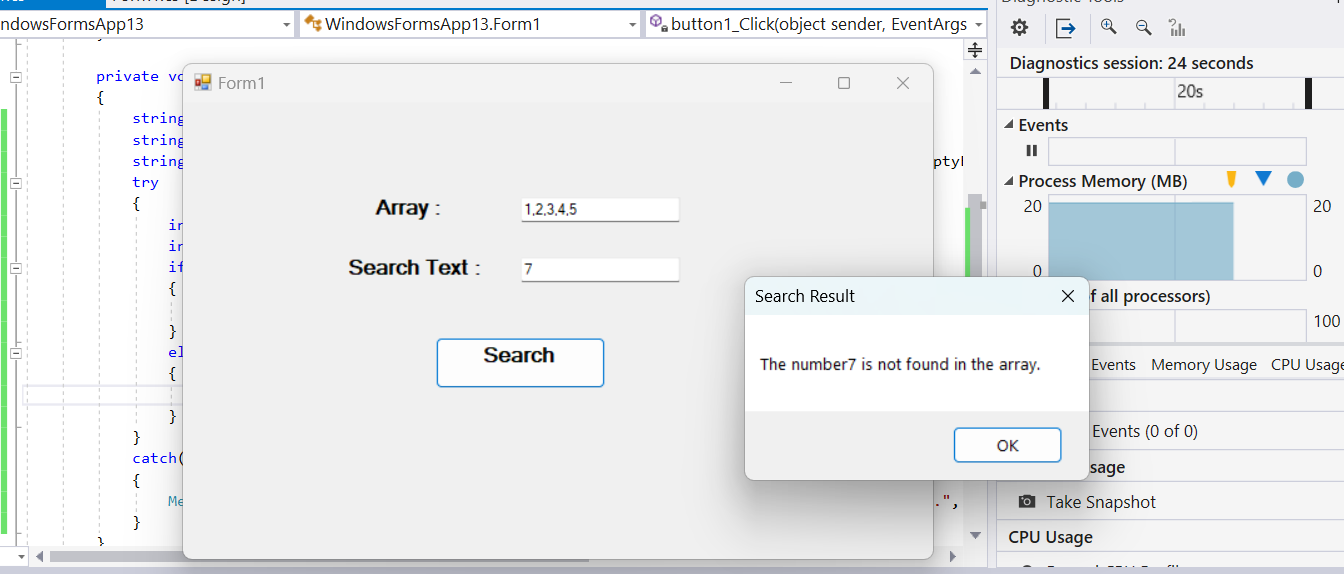 ndowsFormsApp13
WindowsFormsApp13.Form1
button1_Click(object sender, EventArgs
Diagnostics session: 24 seconds
20s
Events
Process Memory (MB)
20
20
0
0
f all processors)
100
Events
Memory Usage
CPU Usage
Events (0 of 0)
sage
Take Snapshot
CPU Usage
private vo
{
string
string
string
try
{
in
in
if
{
}
el
{
}
}
catch(
{
Me
.",
}
}
Form1
Array :
1,2,3,4,5
Search Text :
7
Search
Search Result
The number7 is not found in the array.
OK